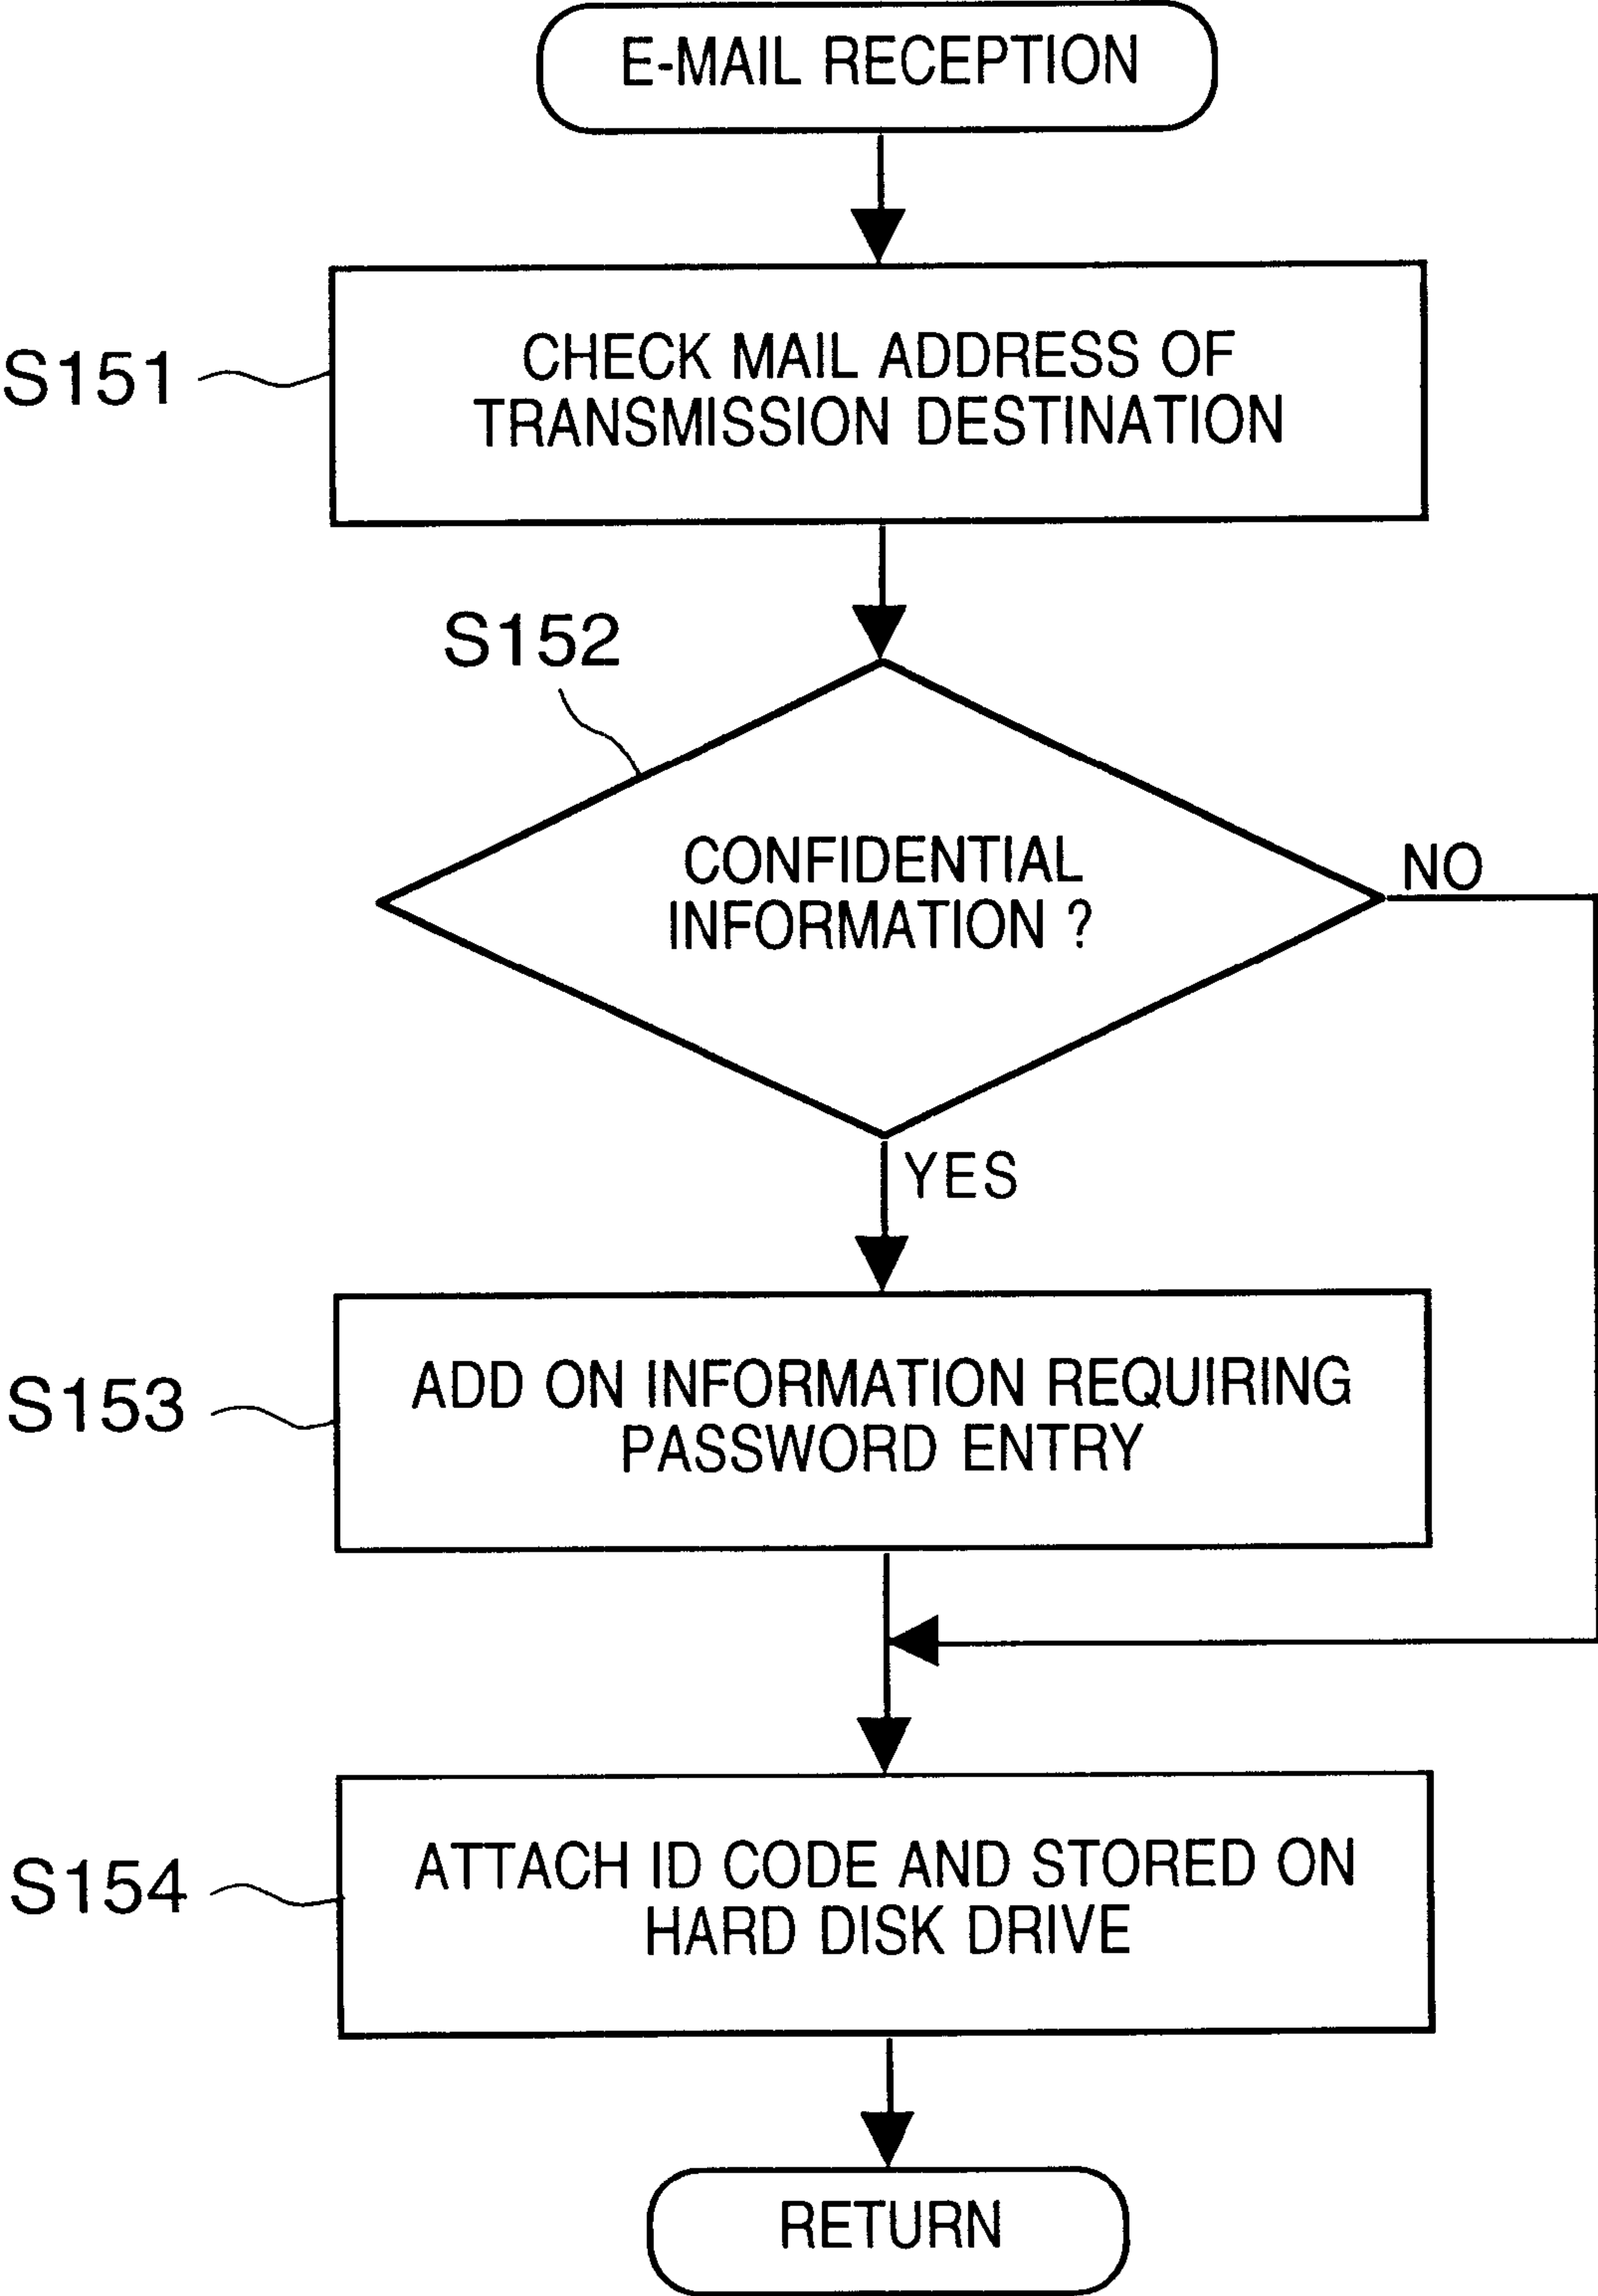 E-MAIL RECEPTION
S151
CHECK MAIL ADDRESS OF
TRANSMISSION DESTINATION
S152
CONFIDENTIAL
INFORMATION ?
NO
YES
S153
ADD ON INFORMATION REQUIRING
PASSWORD ENTRY
S154
ATTACH ID CODE AND STORED ON
HARD DISK DRIVE
RETURN